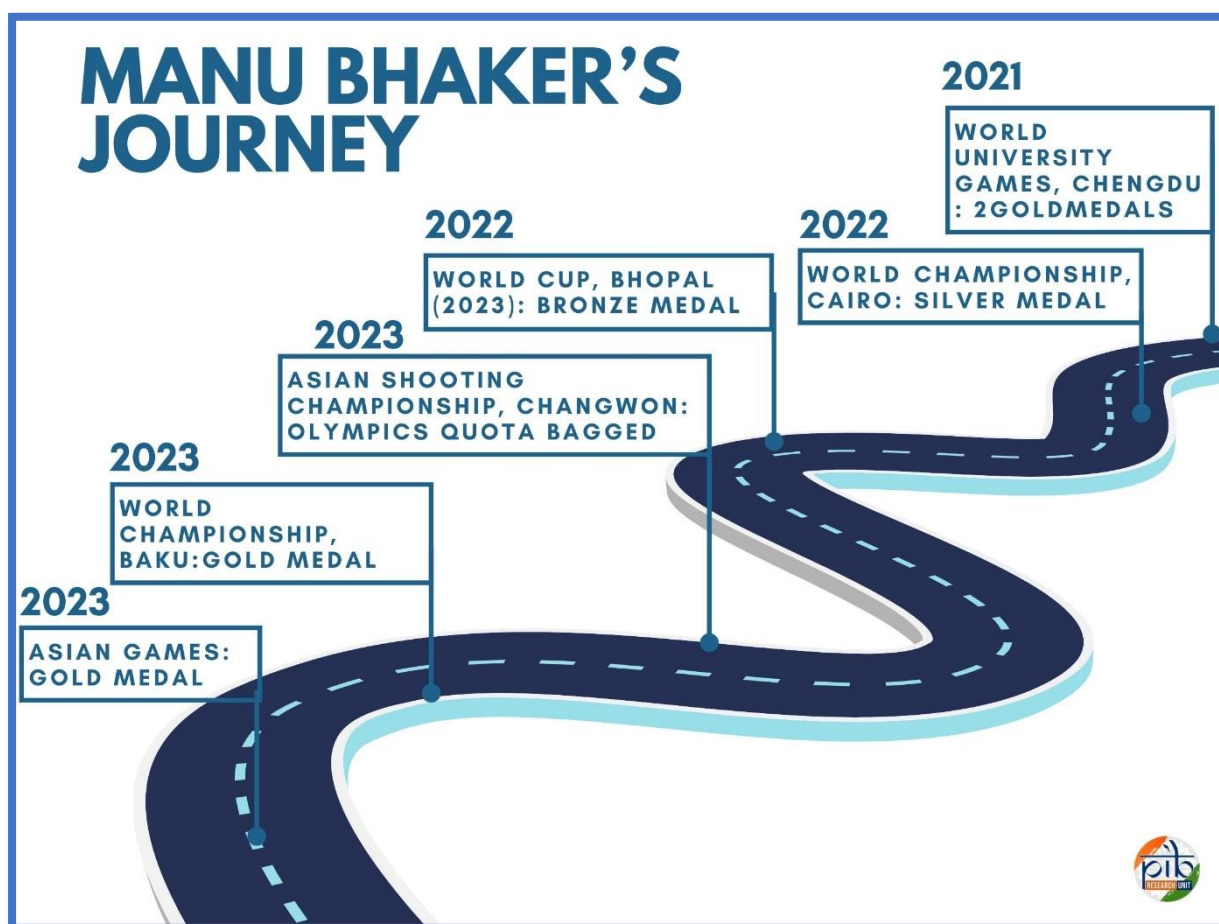 MANU BHAKER’S
JOURNEY
2021
WORLD
UNIVERSITY
GAMES, CHENGDU
: 2GOLDMEDALS
2022
WORLD CHAMPIONSHIP,
CAIRO: SILVER MEDAL
2022
WORLD CUP, BHOPAL
(2023): BRONZE MEDAL
2023
ASIAN SHOOTING
CHAMPIONSHIP, CHANGWON:
OLYMPICS QUOTA BAGGED
2023
WORLD
CHAMPIONSHIP,
BAKU:GOLD MEDAL
2023
ASIAN GAMES:
GOLD MEDAL
pib
RESEARCH UNIT